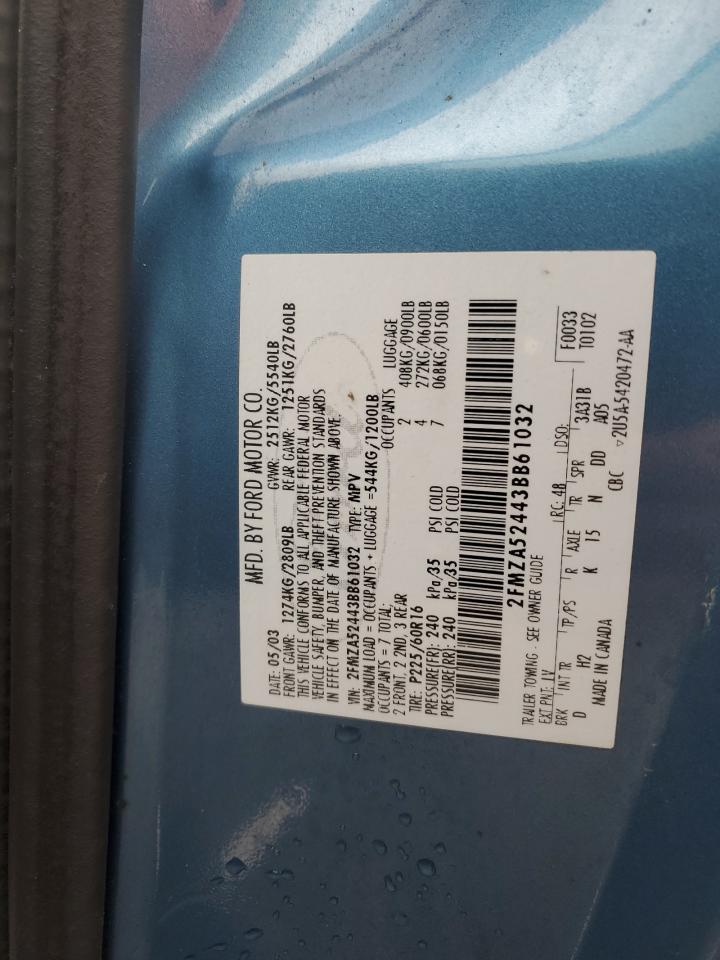 MFD. BY FORD MOTOR CO.
DATE: 05/03 GVWR: 2512KG/5540LB
FRONT GAWR: 1274KG/2809LB REAR GAWR: 1251KG/2760LB
THIS VEHICLE CONFORMS TO ALL APPLICABLE FEDERAL MOTOR
VEHICLE SAFETY, BUMPER, AND THEFT PREVENTION STANDARDS
IN EFFECT ON THE DATE OF MANUFACTURE SHOWN ABOVE.
VIN: 2FMZA52443BB61032 TYPE: MPV
MAXIMUM LOAD = OCCUPANTS + LUGGAGE = 544KG/1200LB
OCCUPANTS = 7 TOTAL; OCCUPANTS LUGGAGE
2 FRONT, 2 2ND, 3 REAR 2 408KG/0900LB
TIRE: P225/60R16 4 272KG/0600LB
PRESSURE(FR): 240 kPa/35 PSI COLD 7 068KG/0150LB
PRESSURE(RR): 240 kPa/35 PSI COLD
2FMZA52443BB61032
TRAILER TOWING - SEE OWNER GUIDE
EXT PNT: LV RC: 48 DSO: F0033
BRK INT TR TP/PS R AXLE TR SPR 3A31B T0102
D H2 K 15 N DD A05
MADE IN CANADA CBC ▽2U5A-5420472-AA